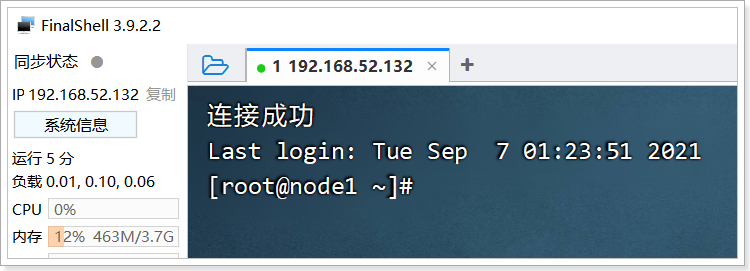 FinalShell 3.9.2.2
同步状态
1 192.168.52.132 × +
IP 192.168.52.132 复制
系统信息
运行 5 分
负载 0.01, 0.10, 0.06
CPU 0%
内存 12% 463M/3.7G
连接成功
Last login: Tue Sep  7 01:23:51 2021
[root@node1 ~]#